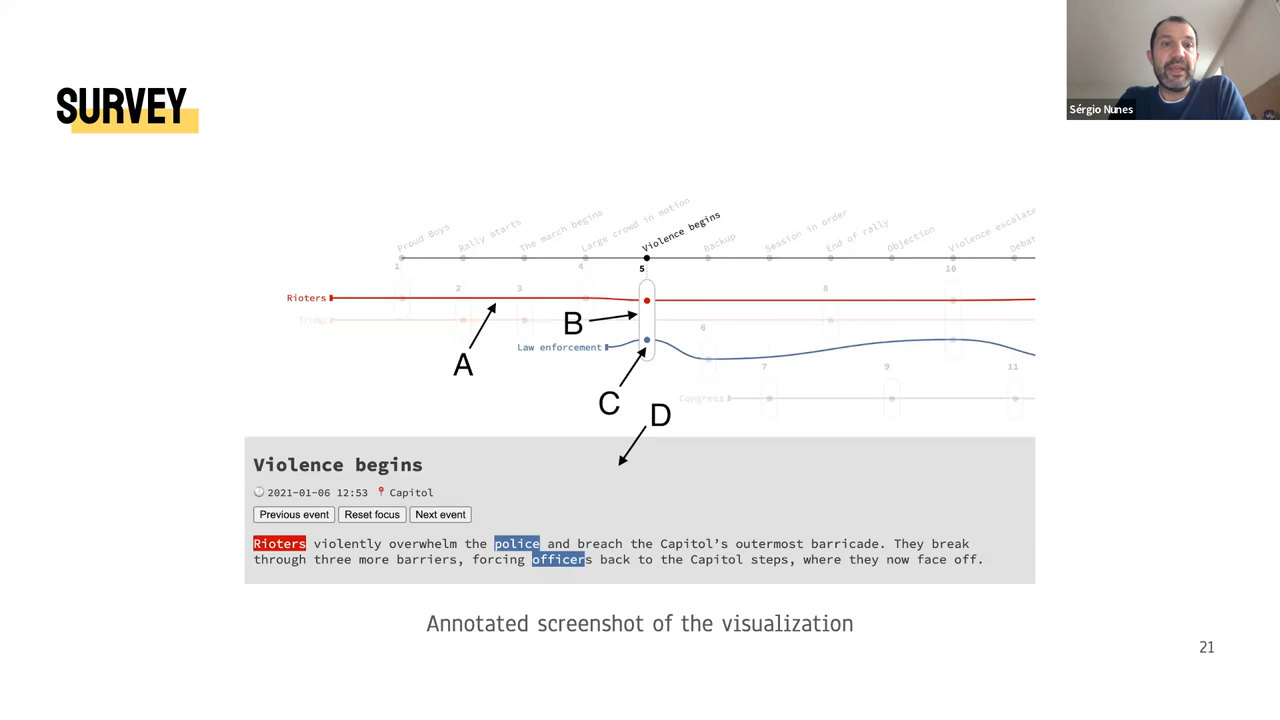 Sérgio Nunes
SURVEY
Proud Boys
Rally starts
The march begins
Large crowd in motion
Violence begins
Backup
Session in order
End of rally
Objection
Violence escalate
Debat
1
4
5
10
2
3
8
Rioters
Trump
B
6
Law enforcement
A
7
9
11
C
Congress
D
Violence begins
2021-01-06 12:53 Capitol
Previous event Reset focus Next event
Rioters violently overwhelm the police and breach the Capitol’s outermost barricade. They break
through three more barriers, forcing officers back to the Capitol steps, where they now face off.
Annotated screenshot of the visualization
21